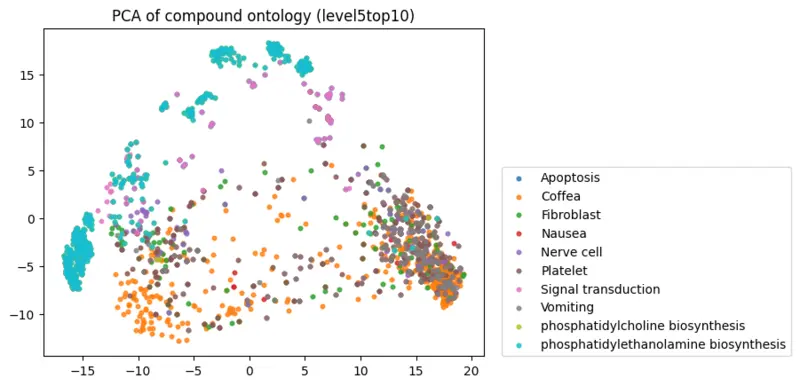 PCA of compound ontology (level5top10)
15
10
5
0
−5
−10
−15
−10
−5
0
5
10
15
20
Apoptosis
Coffea
Fibroblast
Nausea
Nerve cell
Platelet
Signal transduction
Vomiting
phosphatidylcholine biosynthesis
phosphatidylethanolamine biosynthesis